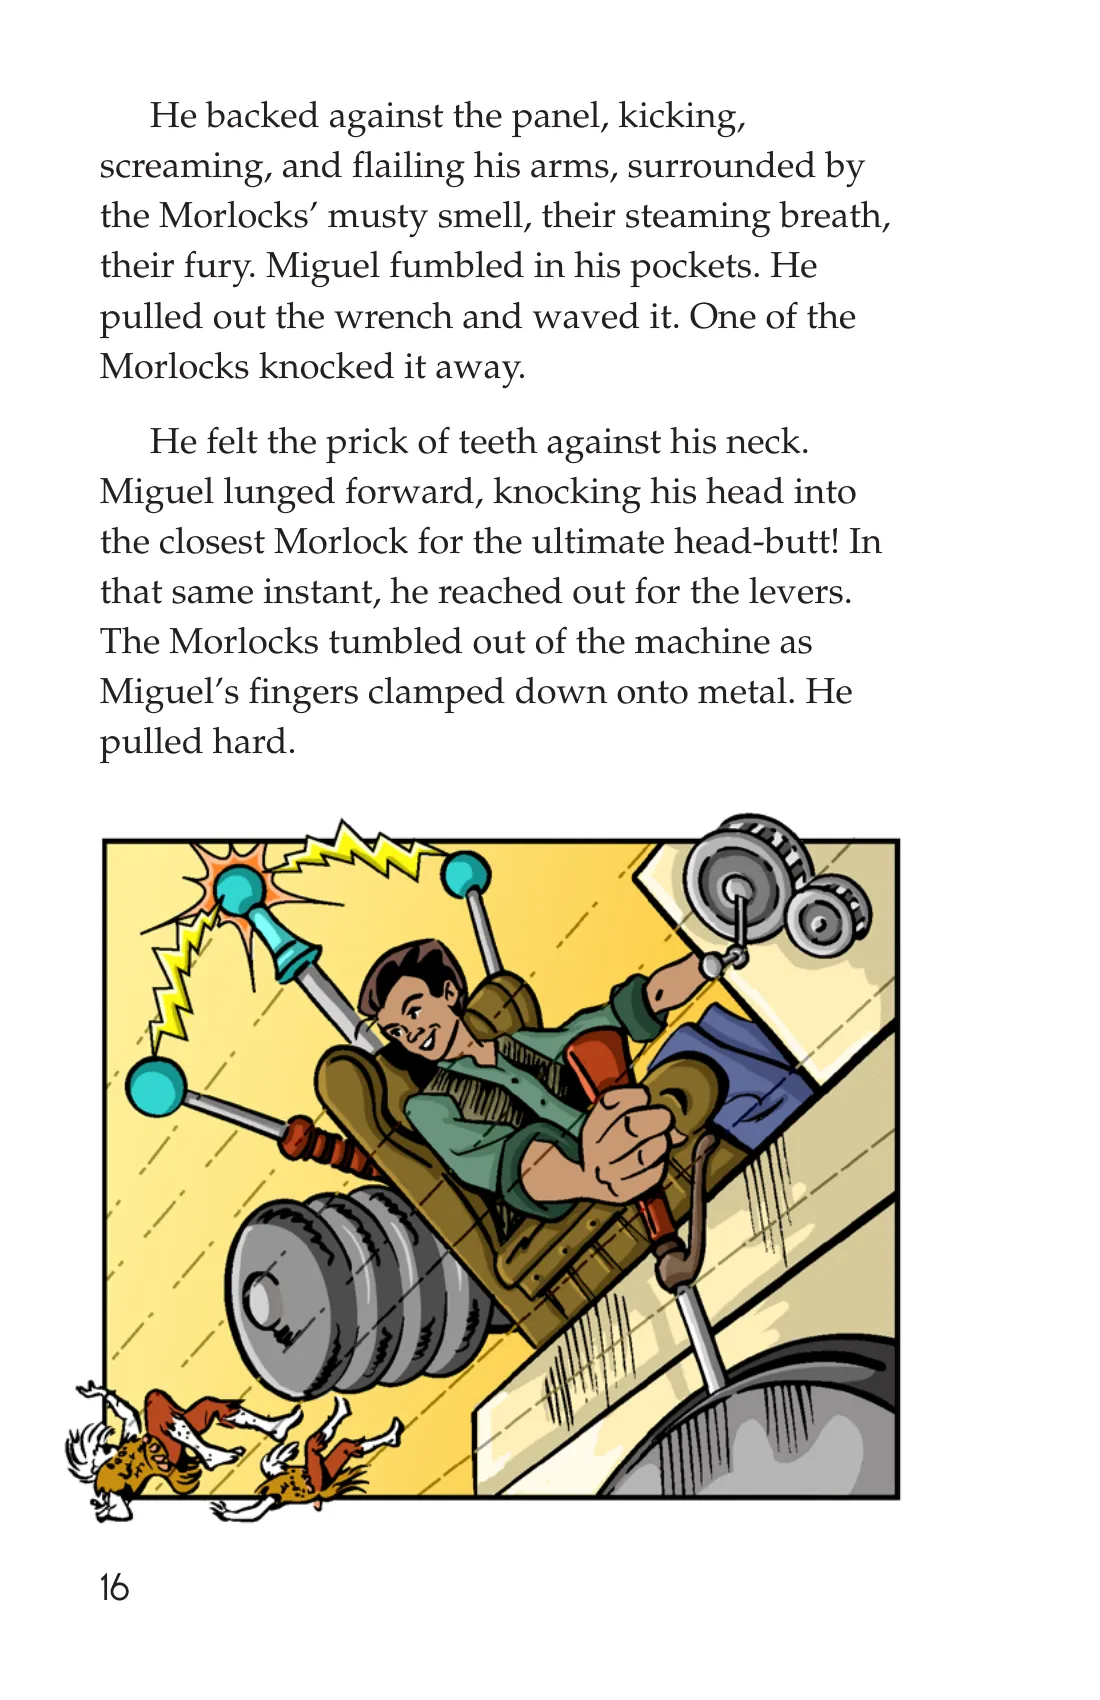 He backed against the panel, kicking,
screaming, and flailing his arms, surrounded by
the Morlocks’ musty smell, their steaming breath,
their fury. Miguel fumbled in his pockets. He
pulled out the wrench and waved it. One of the
Morlocks knocked it away.
He felt the prick of teeth against his neck.
Miguel lunged forward, knocking his head into
the closest Morlock for the ultimate head-butt! In
that same instant, he reached out for the levers.
The Morlocks tumbled out of the machine as
Miguel’s fingers clamped down onto metal. He
pulled hard.
16